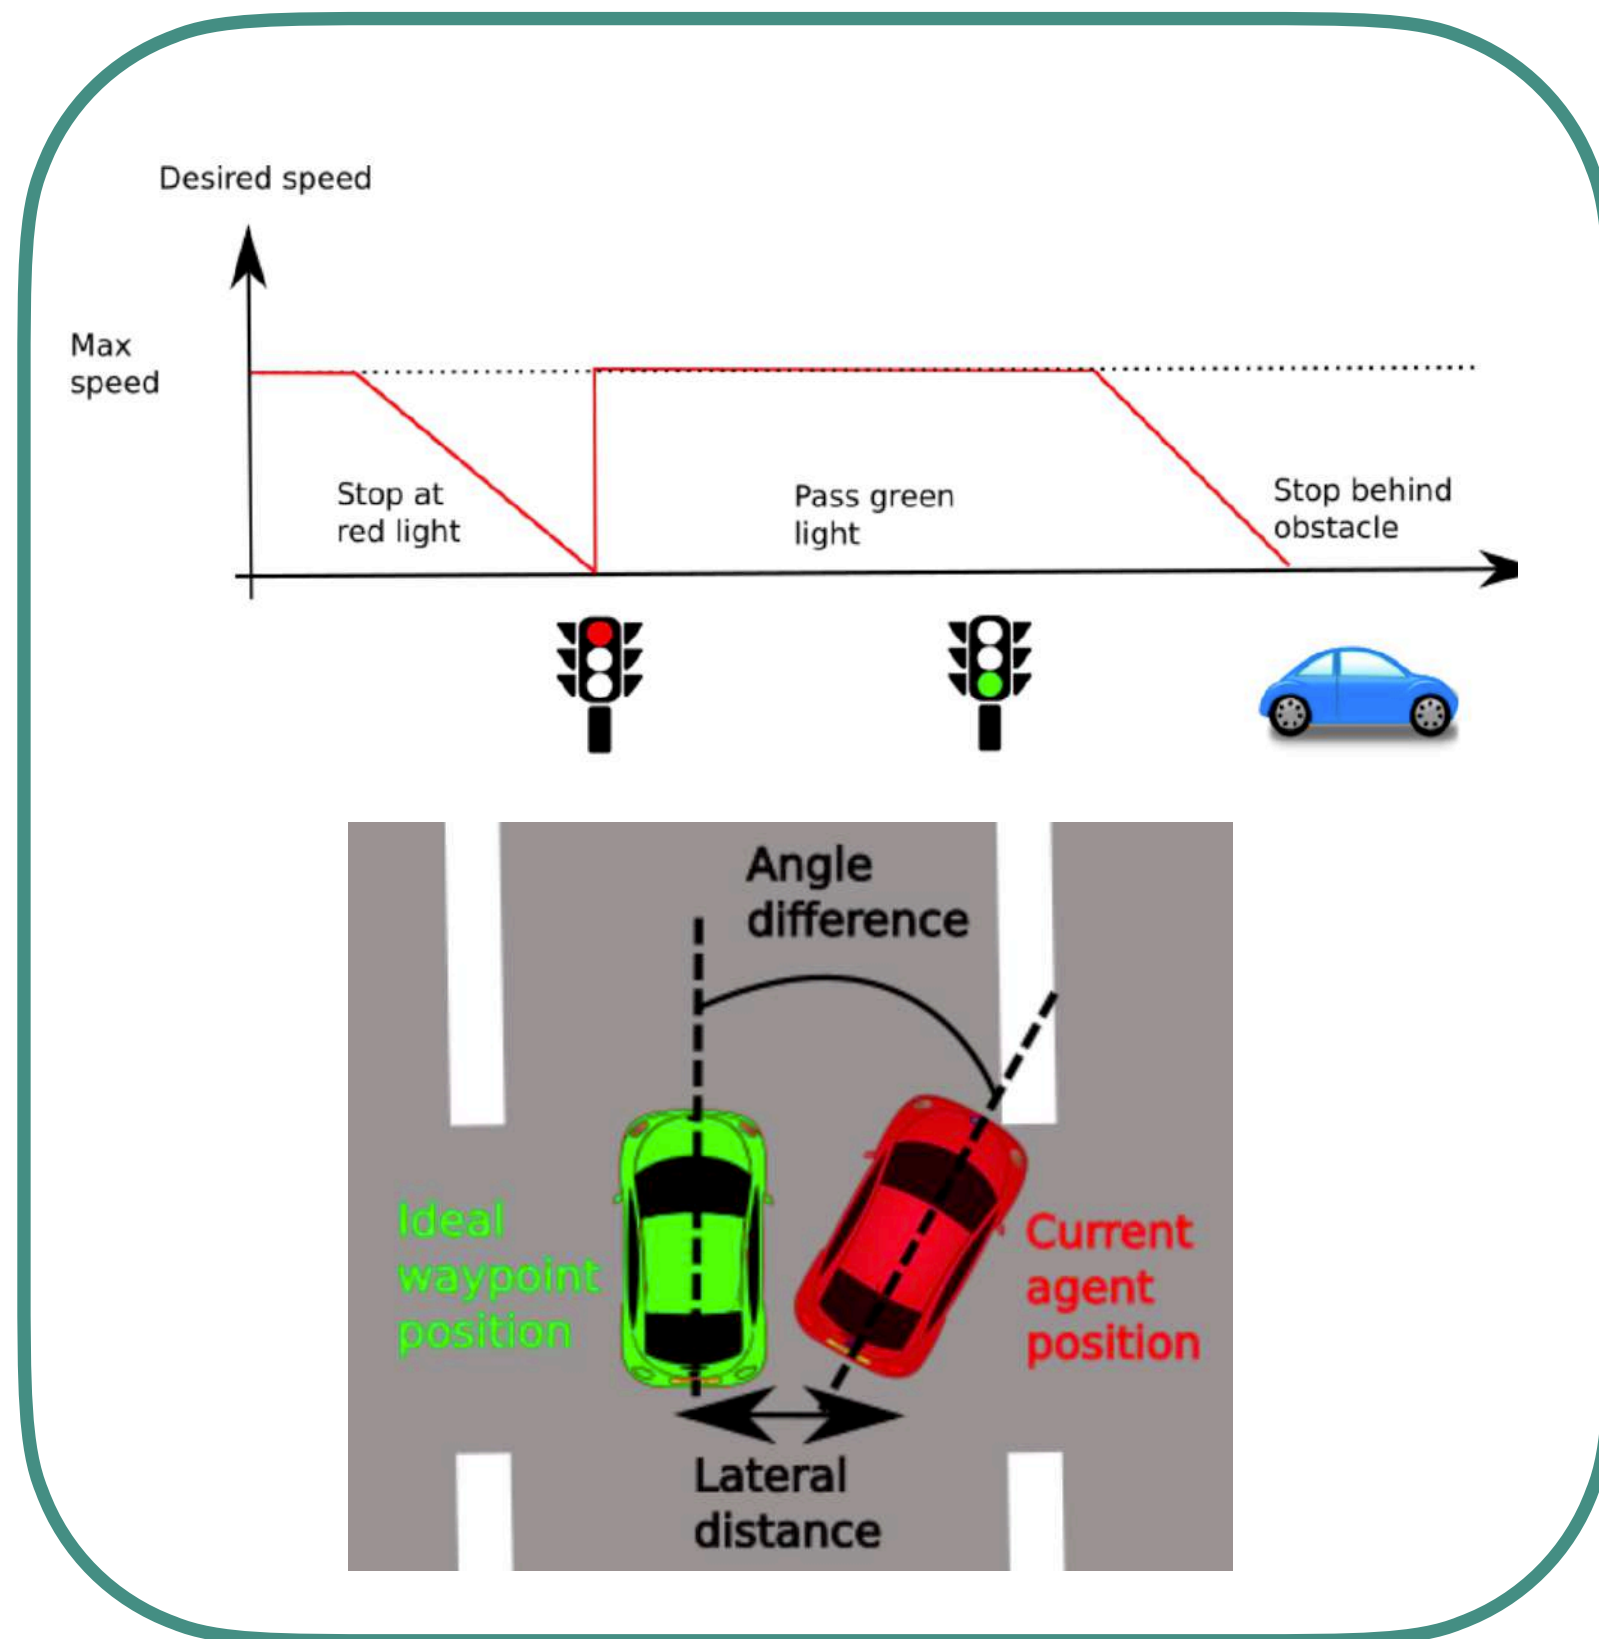 Desired speed
Max
speed
Stop at
red light
Pass green
light
Stop behind
obstacle
Angle
difference
Ideal
waypoint
position
Current
agent
position
Lateral
distance